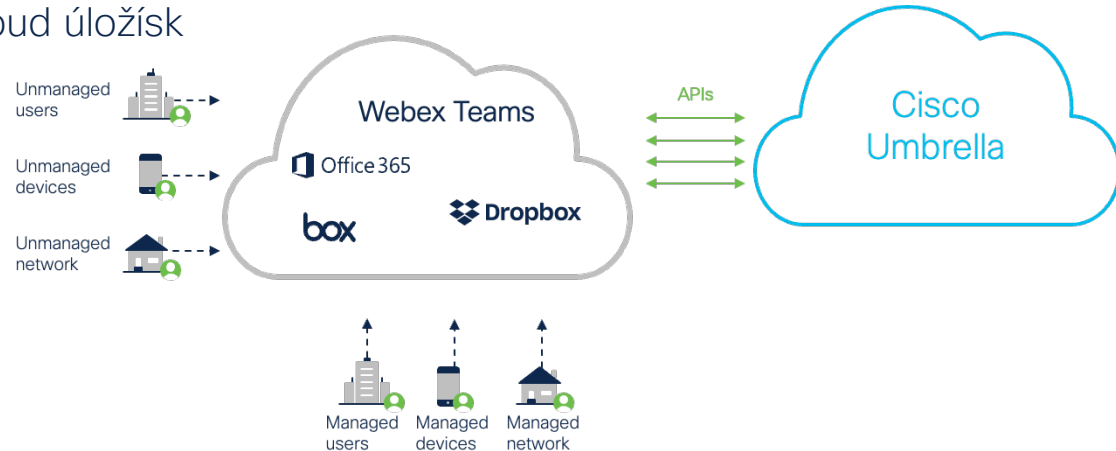 oud úložísk
Unmanaged
users
Unmanaged
devices
Unmanaged
network
Webex Teams
Office 365
box
Dropbox
APIs
Cisco
Umbrella
Managed
users
Managed
devices
Managed
network